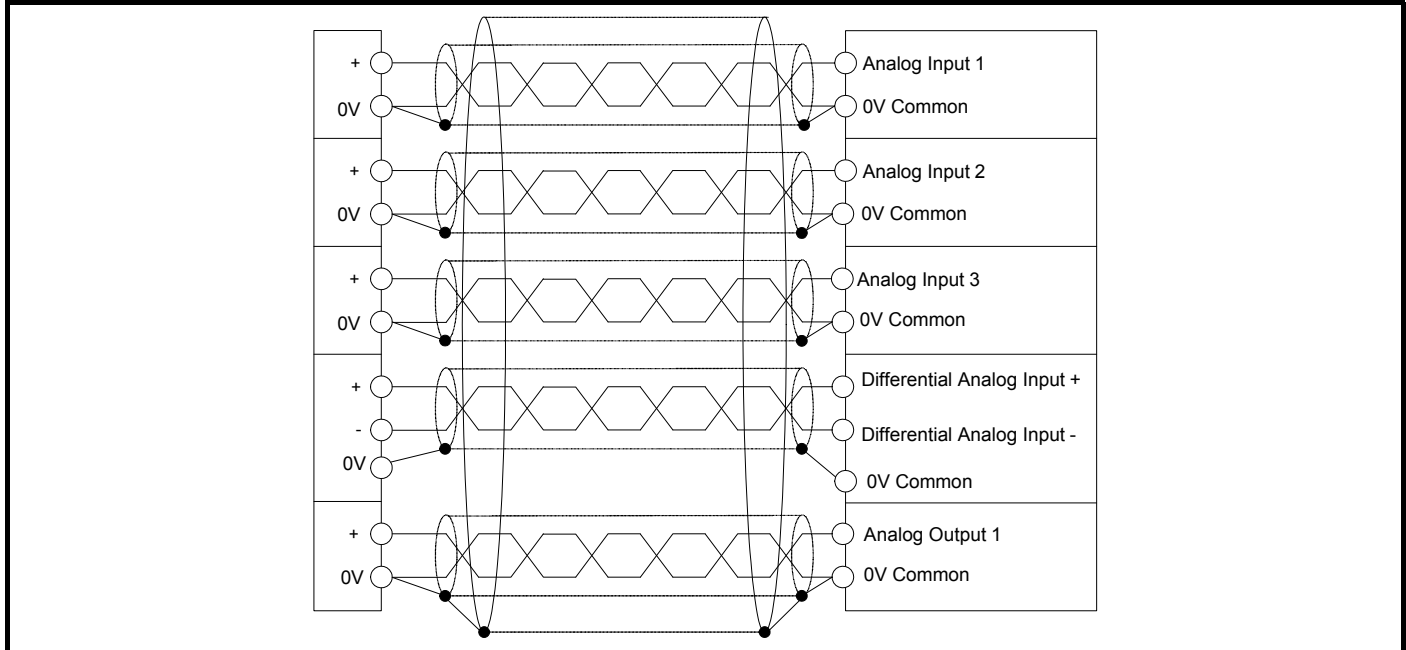 + Analog Input 1
0V 0V Common
+ Analog Input 2
0V 0V Common
+ Analog Input 3
0V 0V Common
+ Differential Analog Input +
- Differential Analog Input -
0V 0V Common
+ Analog Output 1
0V 0V Common